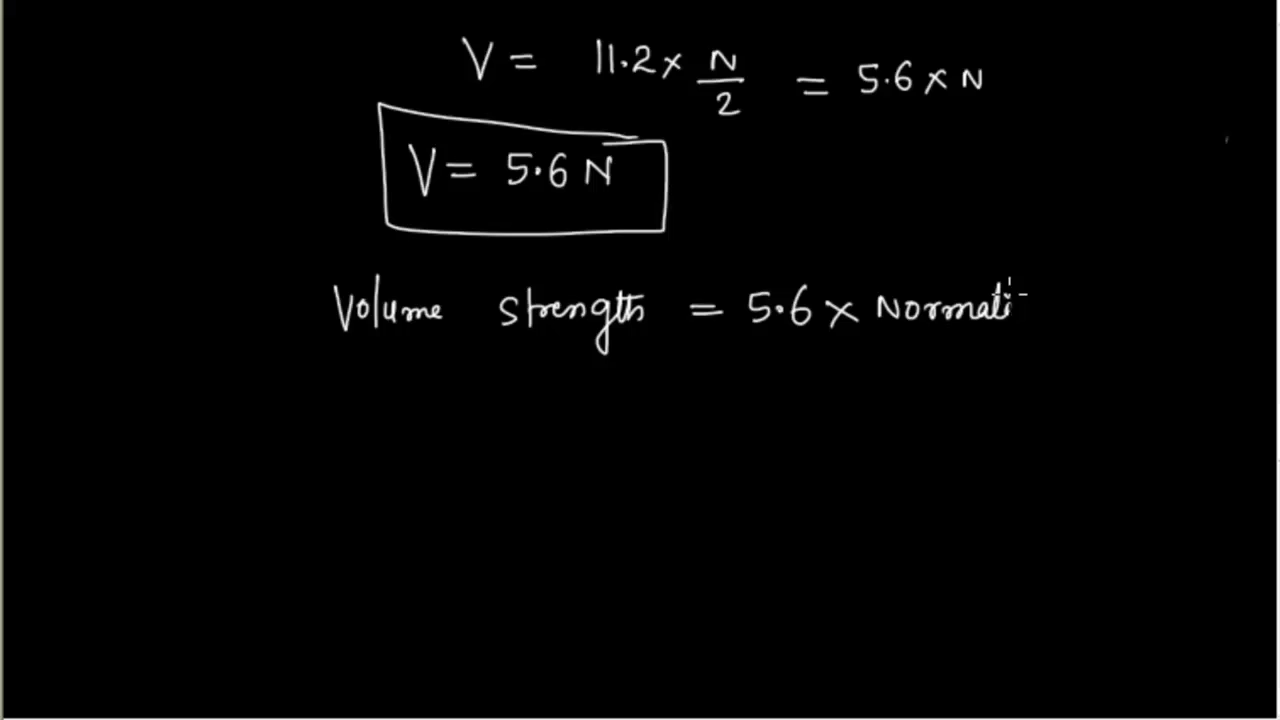 V = 11.2 x N/2 = 5.6 x N
V = 5.6 N
Volume strength = 5.6 x Normali